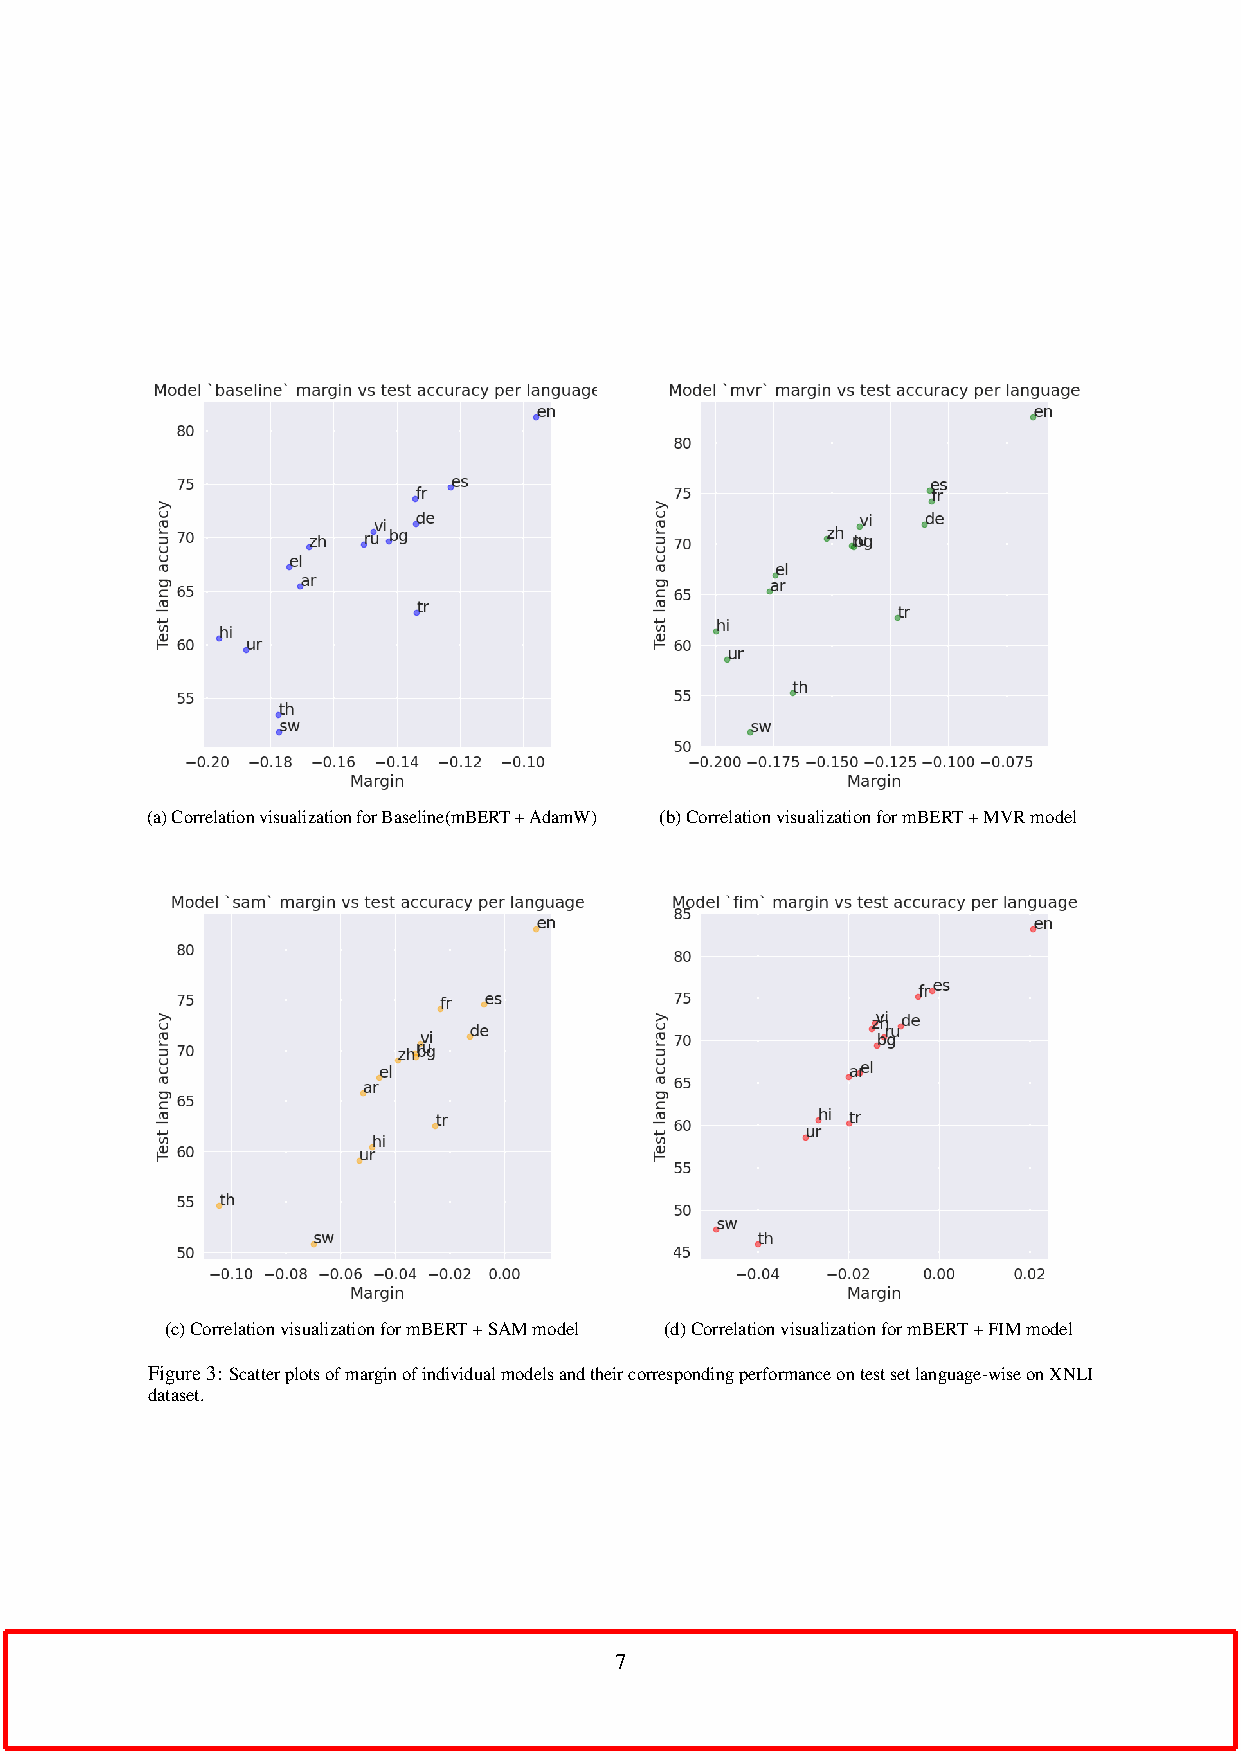 Model `baseline` margin vs test accuracy per language
en
80
75
es
fr
de
vi
70
ru
bg
zh
el
ar
65
tr
hi
60
ur
55
th
sw
Test lang accuracy
−0.20 −0.18 −0.16 −0.14 −0.12 −0.10
Margin
(a) Correlation visualization for Baseline(mBERT + AdamW)
Model `mvr` margin vs test accuracy per language
en
80
75
es
fr
de
vi
zh
70
bg
el
ar
65
tr
hi
60
ur
th
55
sw
50
Test lang accuracy
−0.200 −0.175 −0.150 −0.125 −0.100 −0.075
Margin
(b) Correlation visualization for mBERT + MVR model
Model `sam` margin vs test accuracy per language
en
80
75
fr
es
de
vi
ru
70
zh
bg
el
ar
65
tr
hi
60
ur
55
th
sw
50
Test lang accuracy
−0.10 −0.08 −0.06 −0.04 −0.02 0.00
Margin
(c) Correlation visualization for mBERT + SAM model
Model `fim` margin vs test accuracy per language
85
en
80
75
fr
es
vi
zh
de
ru
70
bg
ar
el
65
hi
tr
60
ur
55
50
sw
th
45
Test lang accuracy
−0.04 −0.02 0.00 0.02
Margin
(d) Correlation visualization for mBERT + FIM model
Figure 3: Scatter plots of margin of individual models and their corresponding performance on test set language-wise on XNLI
dataset.
7